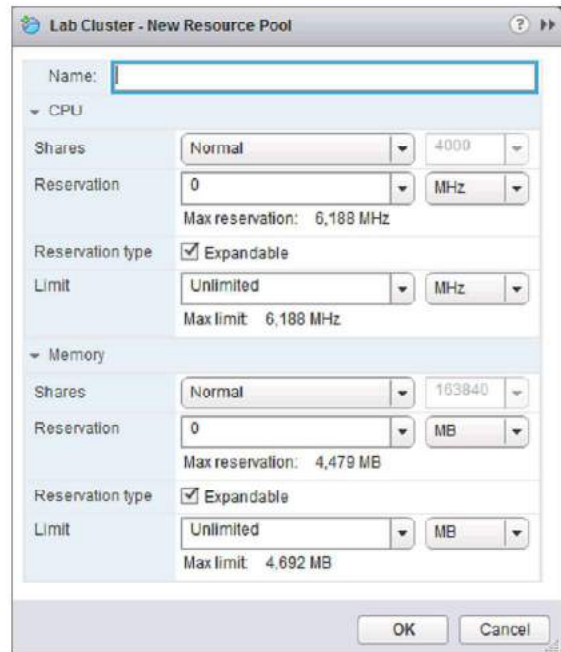 Lab Cluster - New Resource Pool ?
Name:
CPU
Shares Normal 4000
Reservation 0 MHz
Max reservation: 6,188 MHz
Reservation type Expandable
Limit Unlimited MHz
Max limit 6,188 MHz
Memory
Shares Normal 163840
Reservation 0 MB
Max reservation: 4,479 MB
Reservation type Expandable
Limit Unlimited MB
Max limit 4,692 MB
OK Cancel